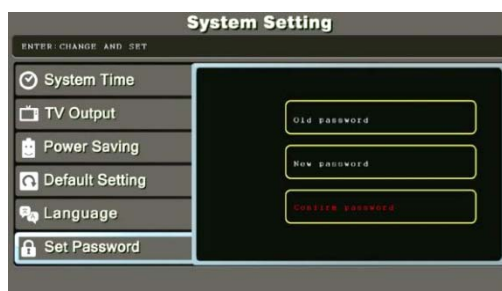 System Setting
ENTER:CHANGE AND SET
System Time
TV Output
Power Saving
Default Setting
Language
Set Password
Old password
New password
Confirm password